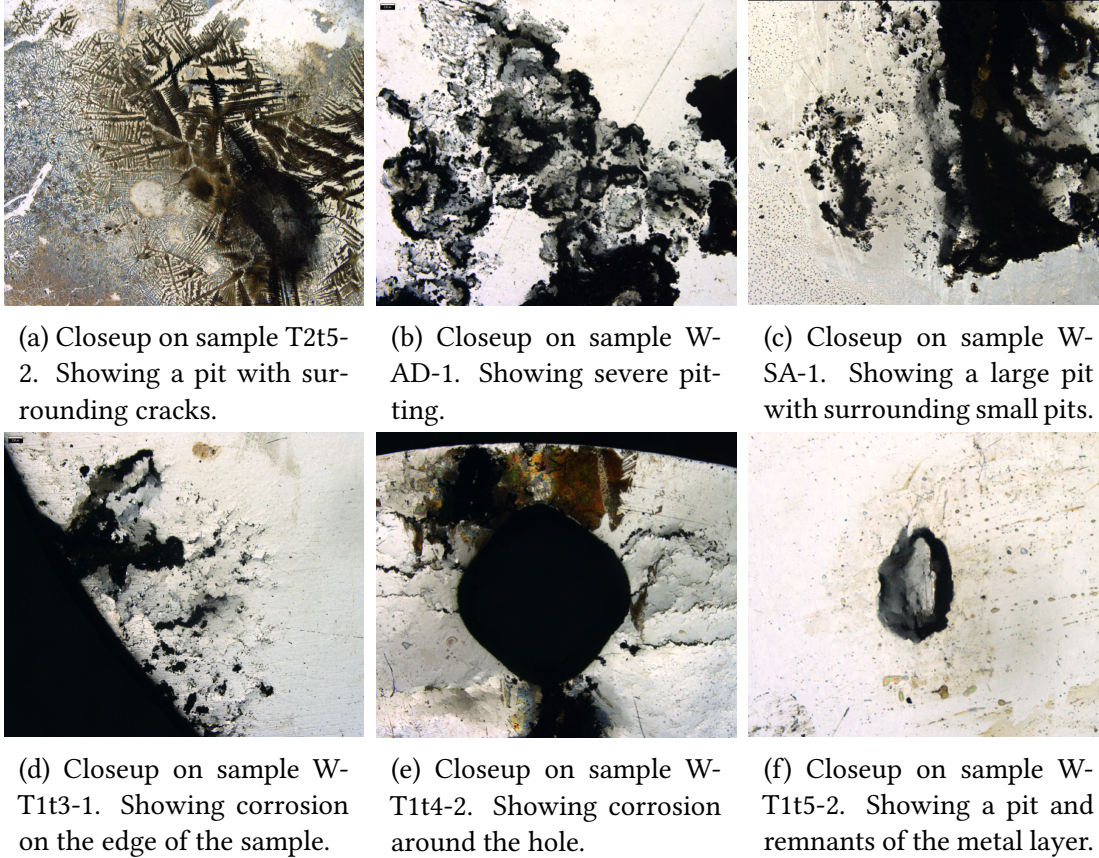 (a) Closeup on sample T2t5-
2. Showing a pit with sur-
rounding cracks.
(b) Closeup on sample W-
AD-1. Showing severe pit-
ting.
(c) Closeup on sample W-
SA-1. Showing a large pit
with surrounding small pits.
(d) Closeup on sample W-
T1t3-1. Showing corrosion
on the edge of the sample.
(e) Closeup on sample W-
T1t4-2. Showing corrosion
around the hole.
(f) Closeup on sample W-
T1t5-2. Showing a pit and
remnants of the metal layer.